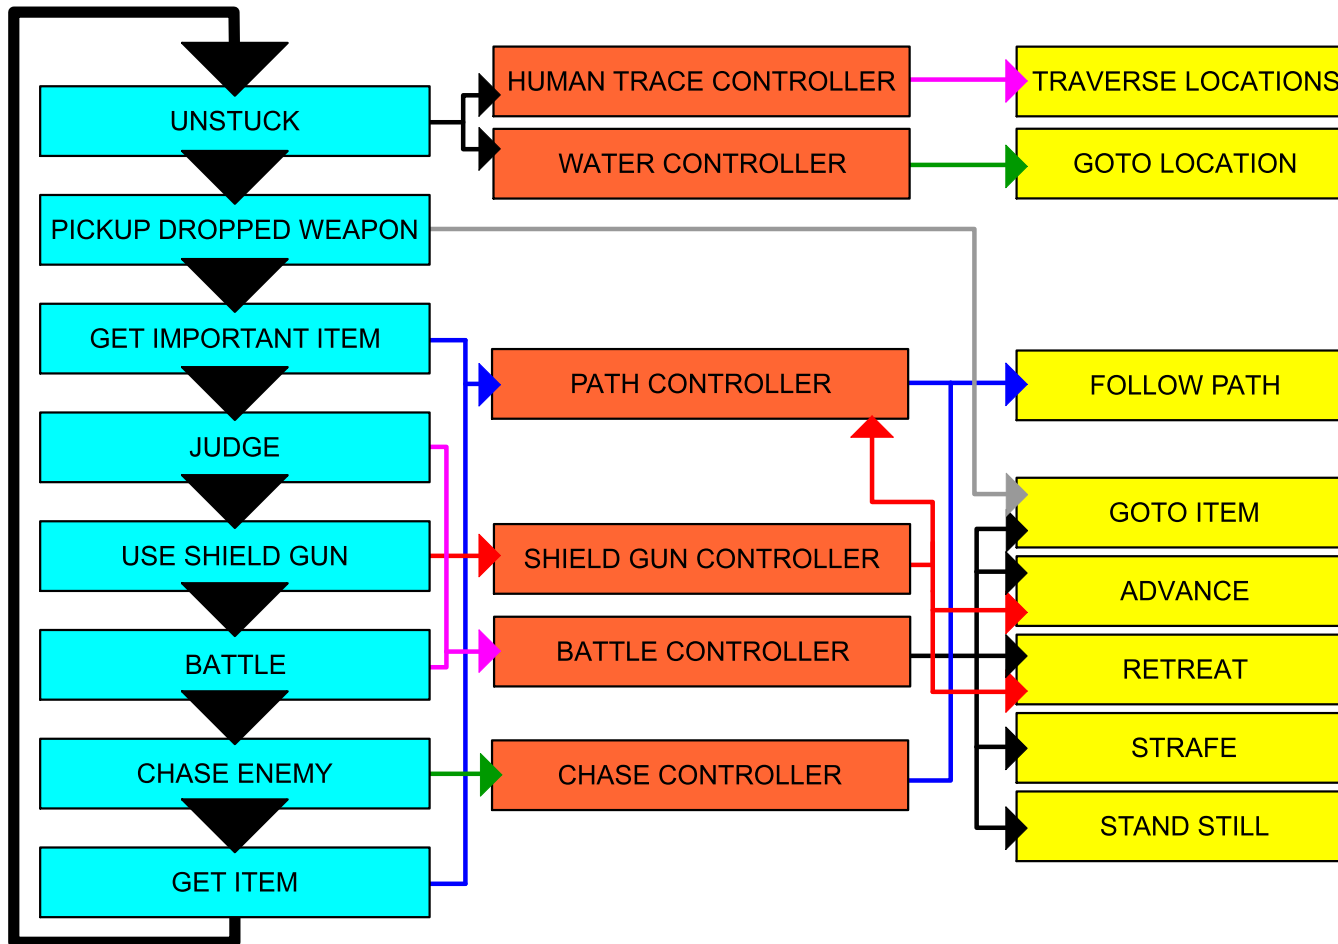 UNSTUCK
PICKUP DROPPED WEAPON
GET IMPORTANT ITEM
JUDGE
USE SHIELD GUN
BATTLE
CHASE ENEMY
GET ITEM
HUMAN TRACE CONTROLLER
WATER CONTROLLER
PATH CONTROLLER
SHIELD GUN CONTROLLER
BATTLE CONTROLLER
CHASE CONTROLLER
TRAVERSE LOCATIONS
GOTO LOCATION
FOLLOW PATH
GOTO ITEM
ADVANCE
RETREAT
STRAFE
STAND STILL